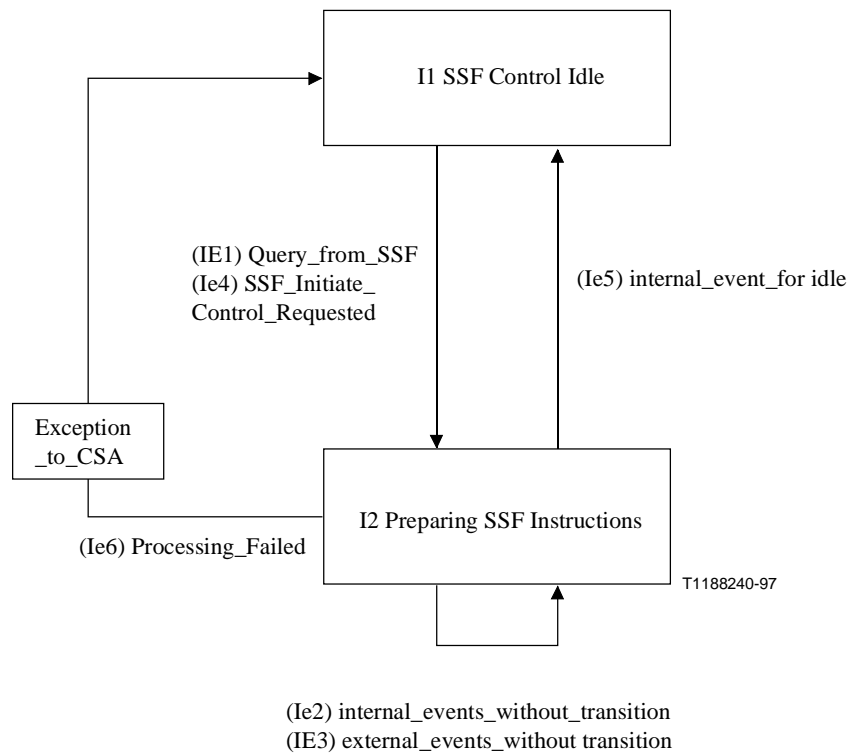 I1 SSF Control Idle
(IE1) Query_from_SSF
(Ie4) SSF_Initiate_
Control_Requested
(Ie5) internal_event_for idle
Exception
_to_CSA
I2 Preparing SSF Instructions
(Ie6) Processing_Failed
T1188240-97
(Ie2) internal_events_without_transition
(IE3) external_events_without transition